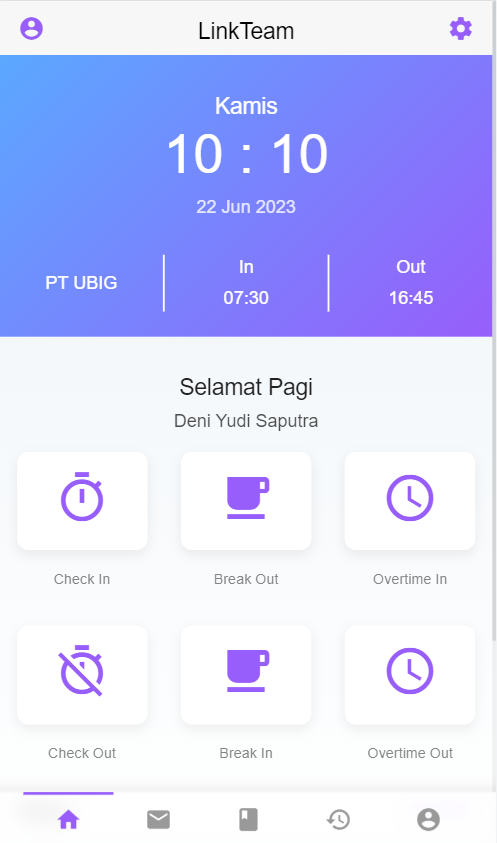 LinkTeam
Kamis
10 : 10
22 Jun 2023
PT UBIG
In
07:30
Out
16:45
Selamat Pagi
Deni Yudi Saputra
Check In
Break Out
Overtime In
Check Out
Break In
Overtime Out